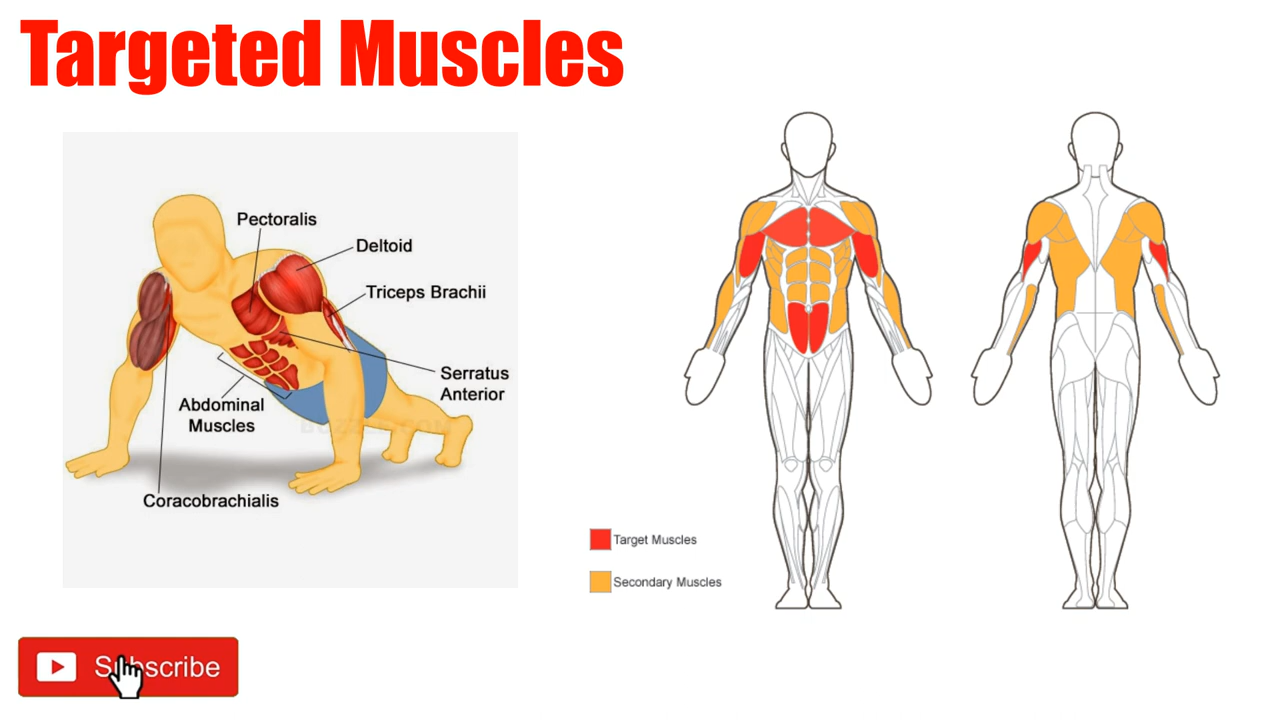 Targeted Muscles
Pectoralis
Deltoid
Triceps Brachii
Serratus
Anterior
Abdominal
Muscles
Coracobrachialis
Target Muscles
Secondary Muscles
Subscribe